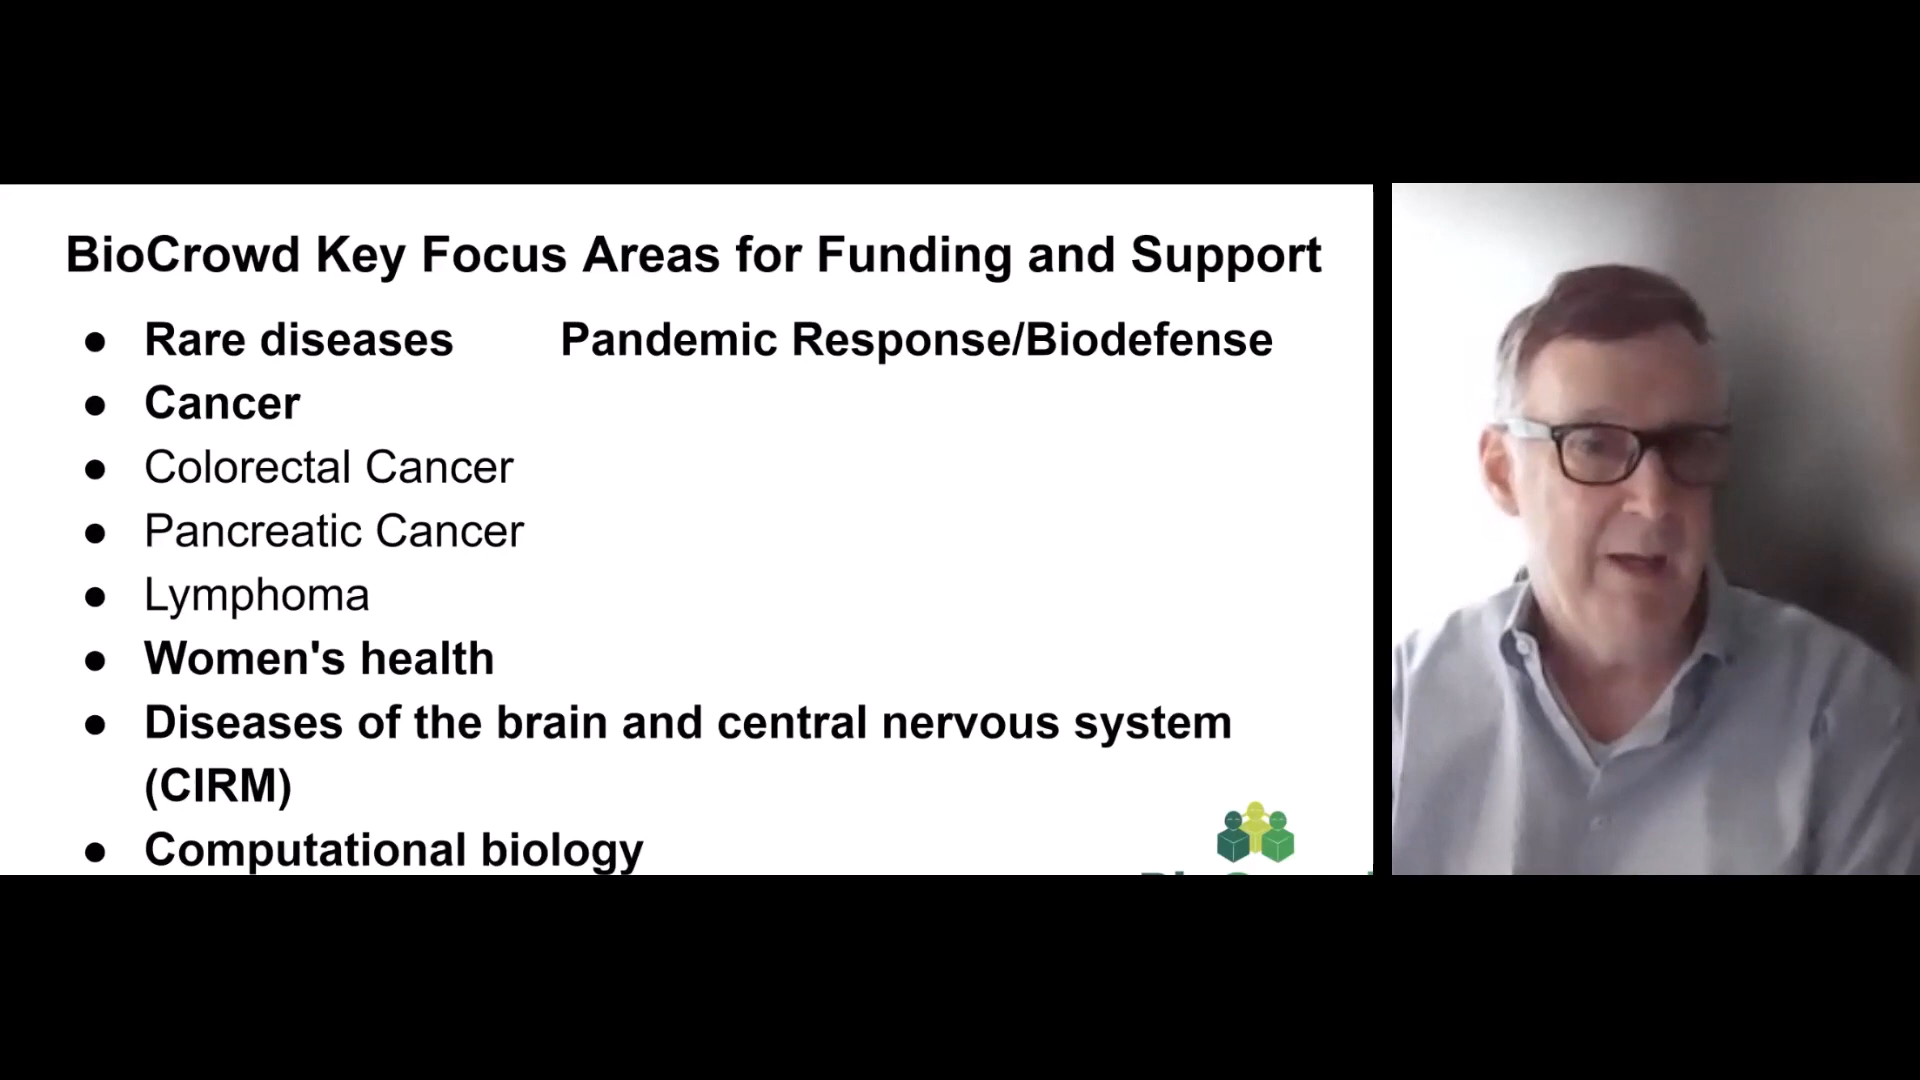 BioCrowd Key Focus Areas for Funding and Support
● Rare diseases Pandemic Response/Biodefense
● Cancer
● Colorectal Cancer
● Pancreatic Cancer
● Lymphoma
● Women's health
● Diseases of the brain and central nervous system
(CIRM)
● Computational biology